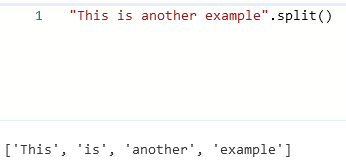 1 "This is another example".split()
['This', 'is', 'another', 'example']